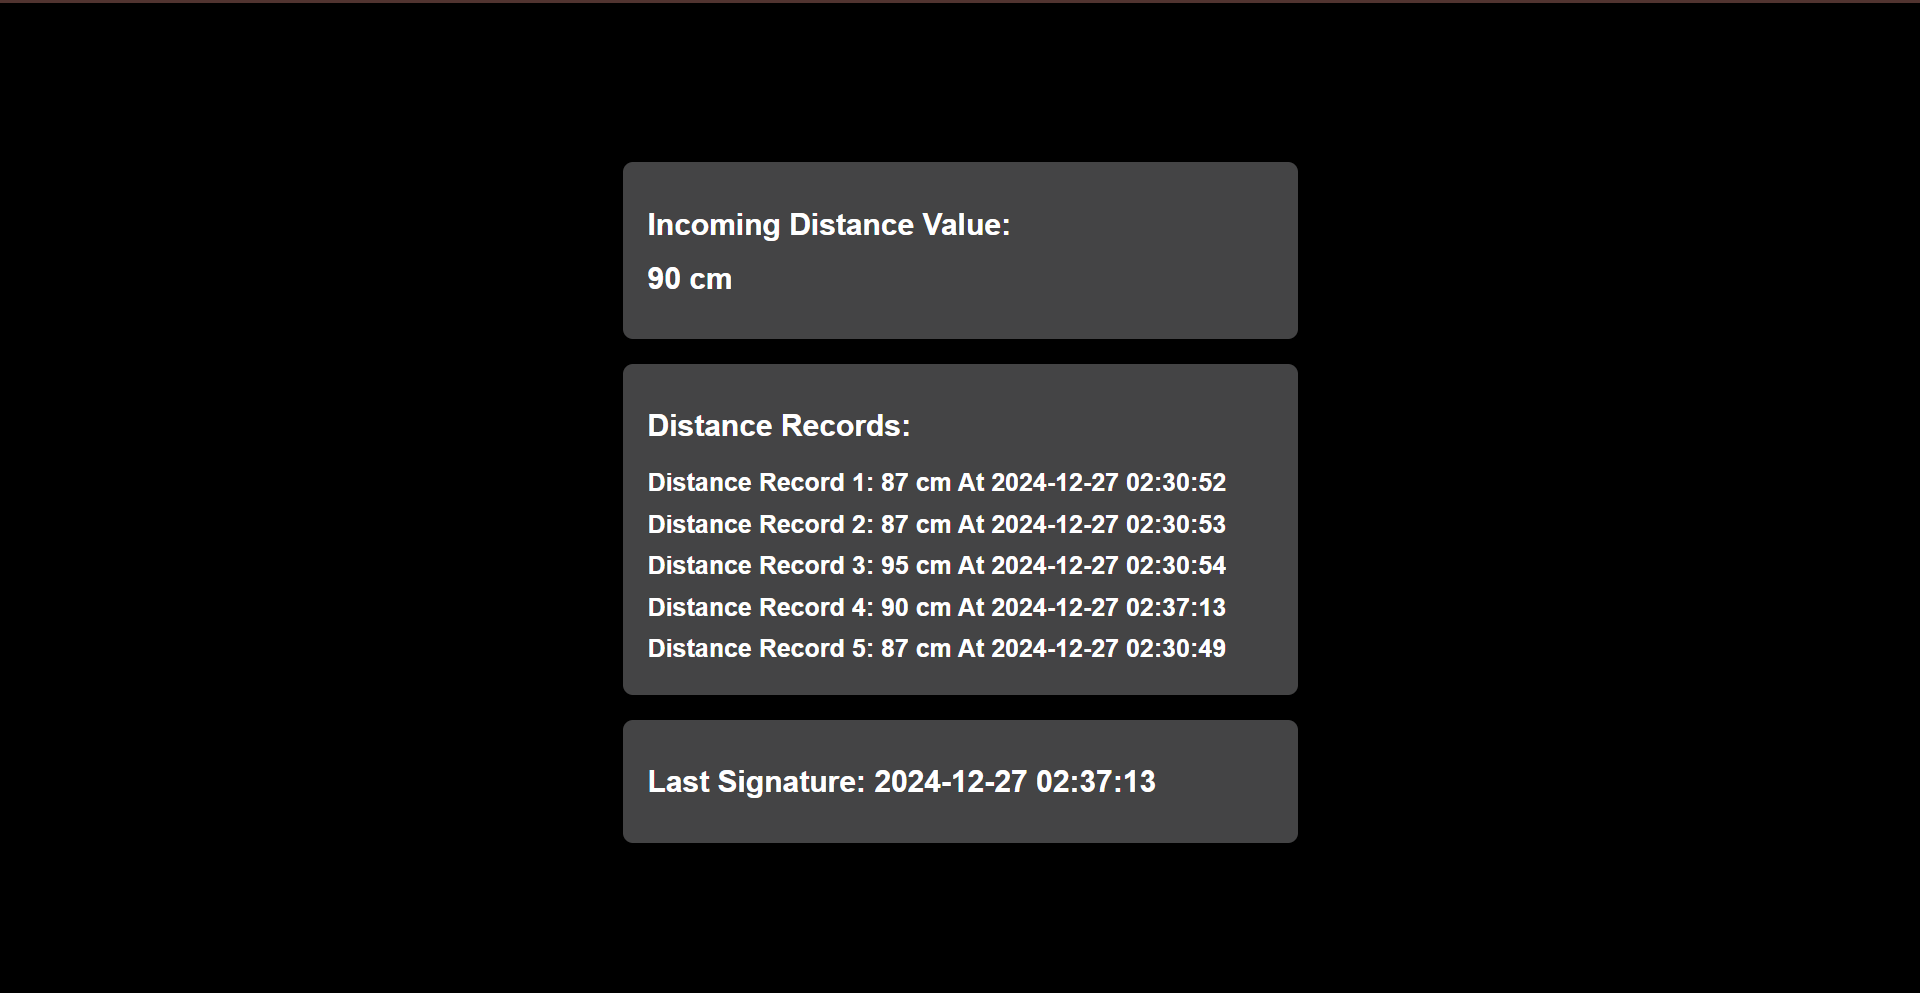 Incoming Distance Value:
90 cm
Distance Records:
Distance Record 1: 87 cm At 2024-12-27 02:30:52
Distance Record 2: 87 cm At 2024-12-27 02:30:53
Distance Record 3: 95 cm At 2024-12-27 02:30:54
Distance Record 4: 90 cm At 2024-12-27 02:37:13
Distance Record 5: 87 cm At 2024-12-27 02:30:49
Last Signature: 2024-12-27 02:37:13